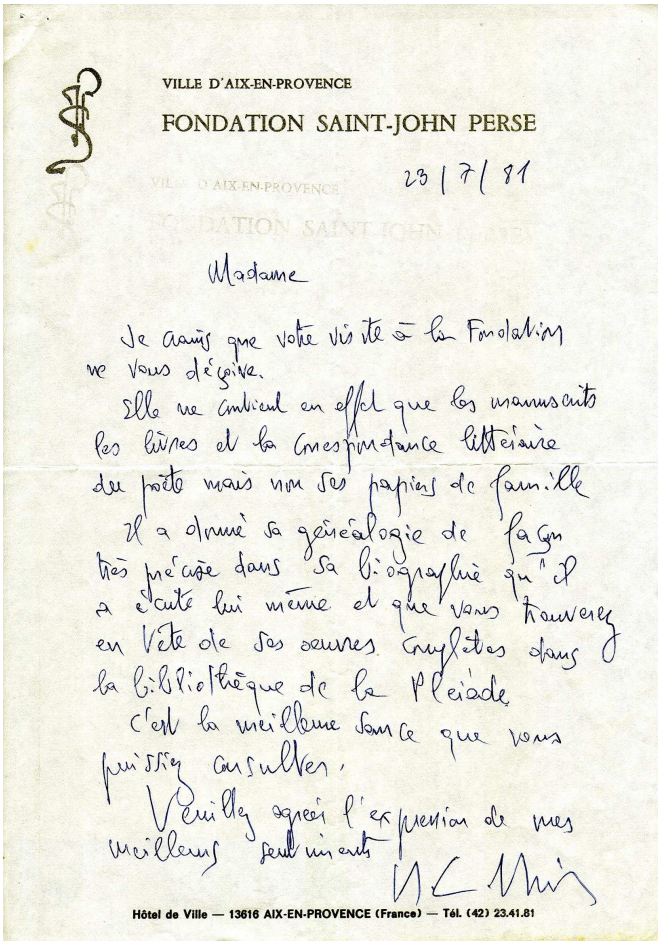 VILLE D'AIX-EN-PROVENCE
FONDATION SAINT-JOHN PERSE
23/7/81
Madame
Je crains que votre visite à la Fondation
ne vous déçoive.
Elle ne contient en effet que les manuscrits
les livres et la correspondance littéraire
du poète mais non ses papiers de famille
Il a donné sa généalogie de façon
très précise dans sa biographie qu'il
a écrite lui même et que vous trouverez
en tête de ses oeuvres complètes dans
la bibliothèque de la Pleiade
C'est la meilleure source que vous
puissiez consulter.
Veuillez agréer l'expression de mes
meilleurs sentiments
Hôtel de Ville — 13616 AIX-EN-PROVENCE (France) — Tél. (42) 23.41.81